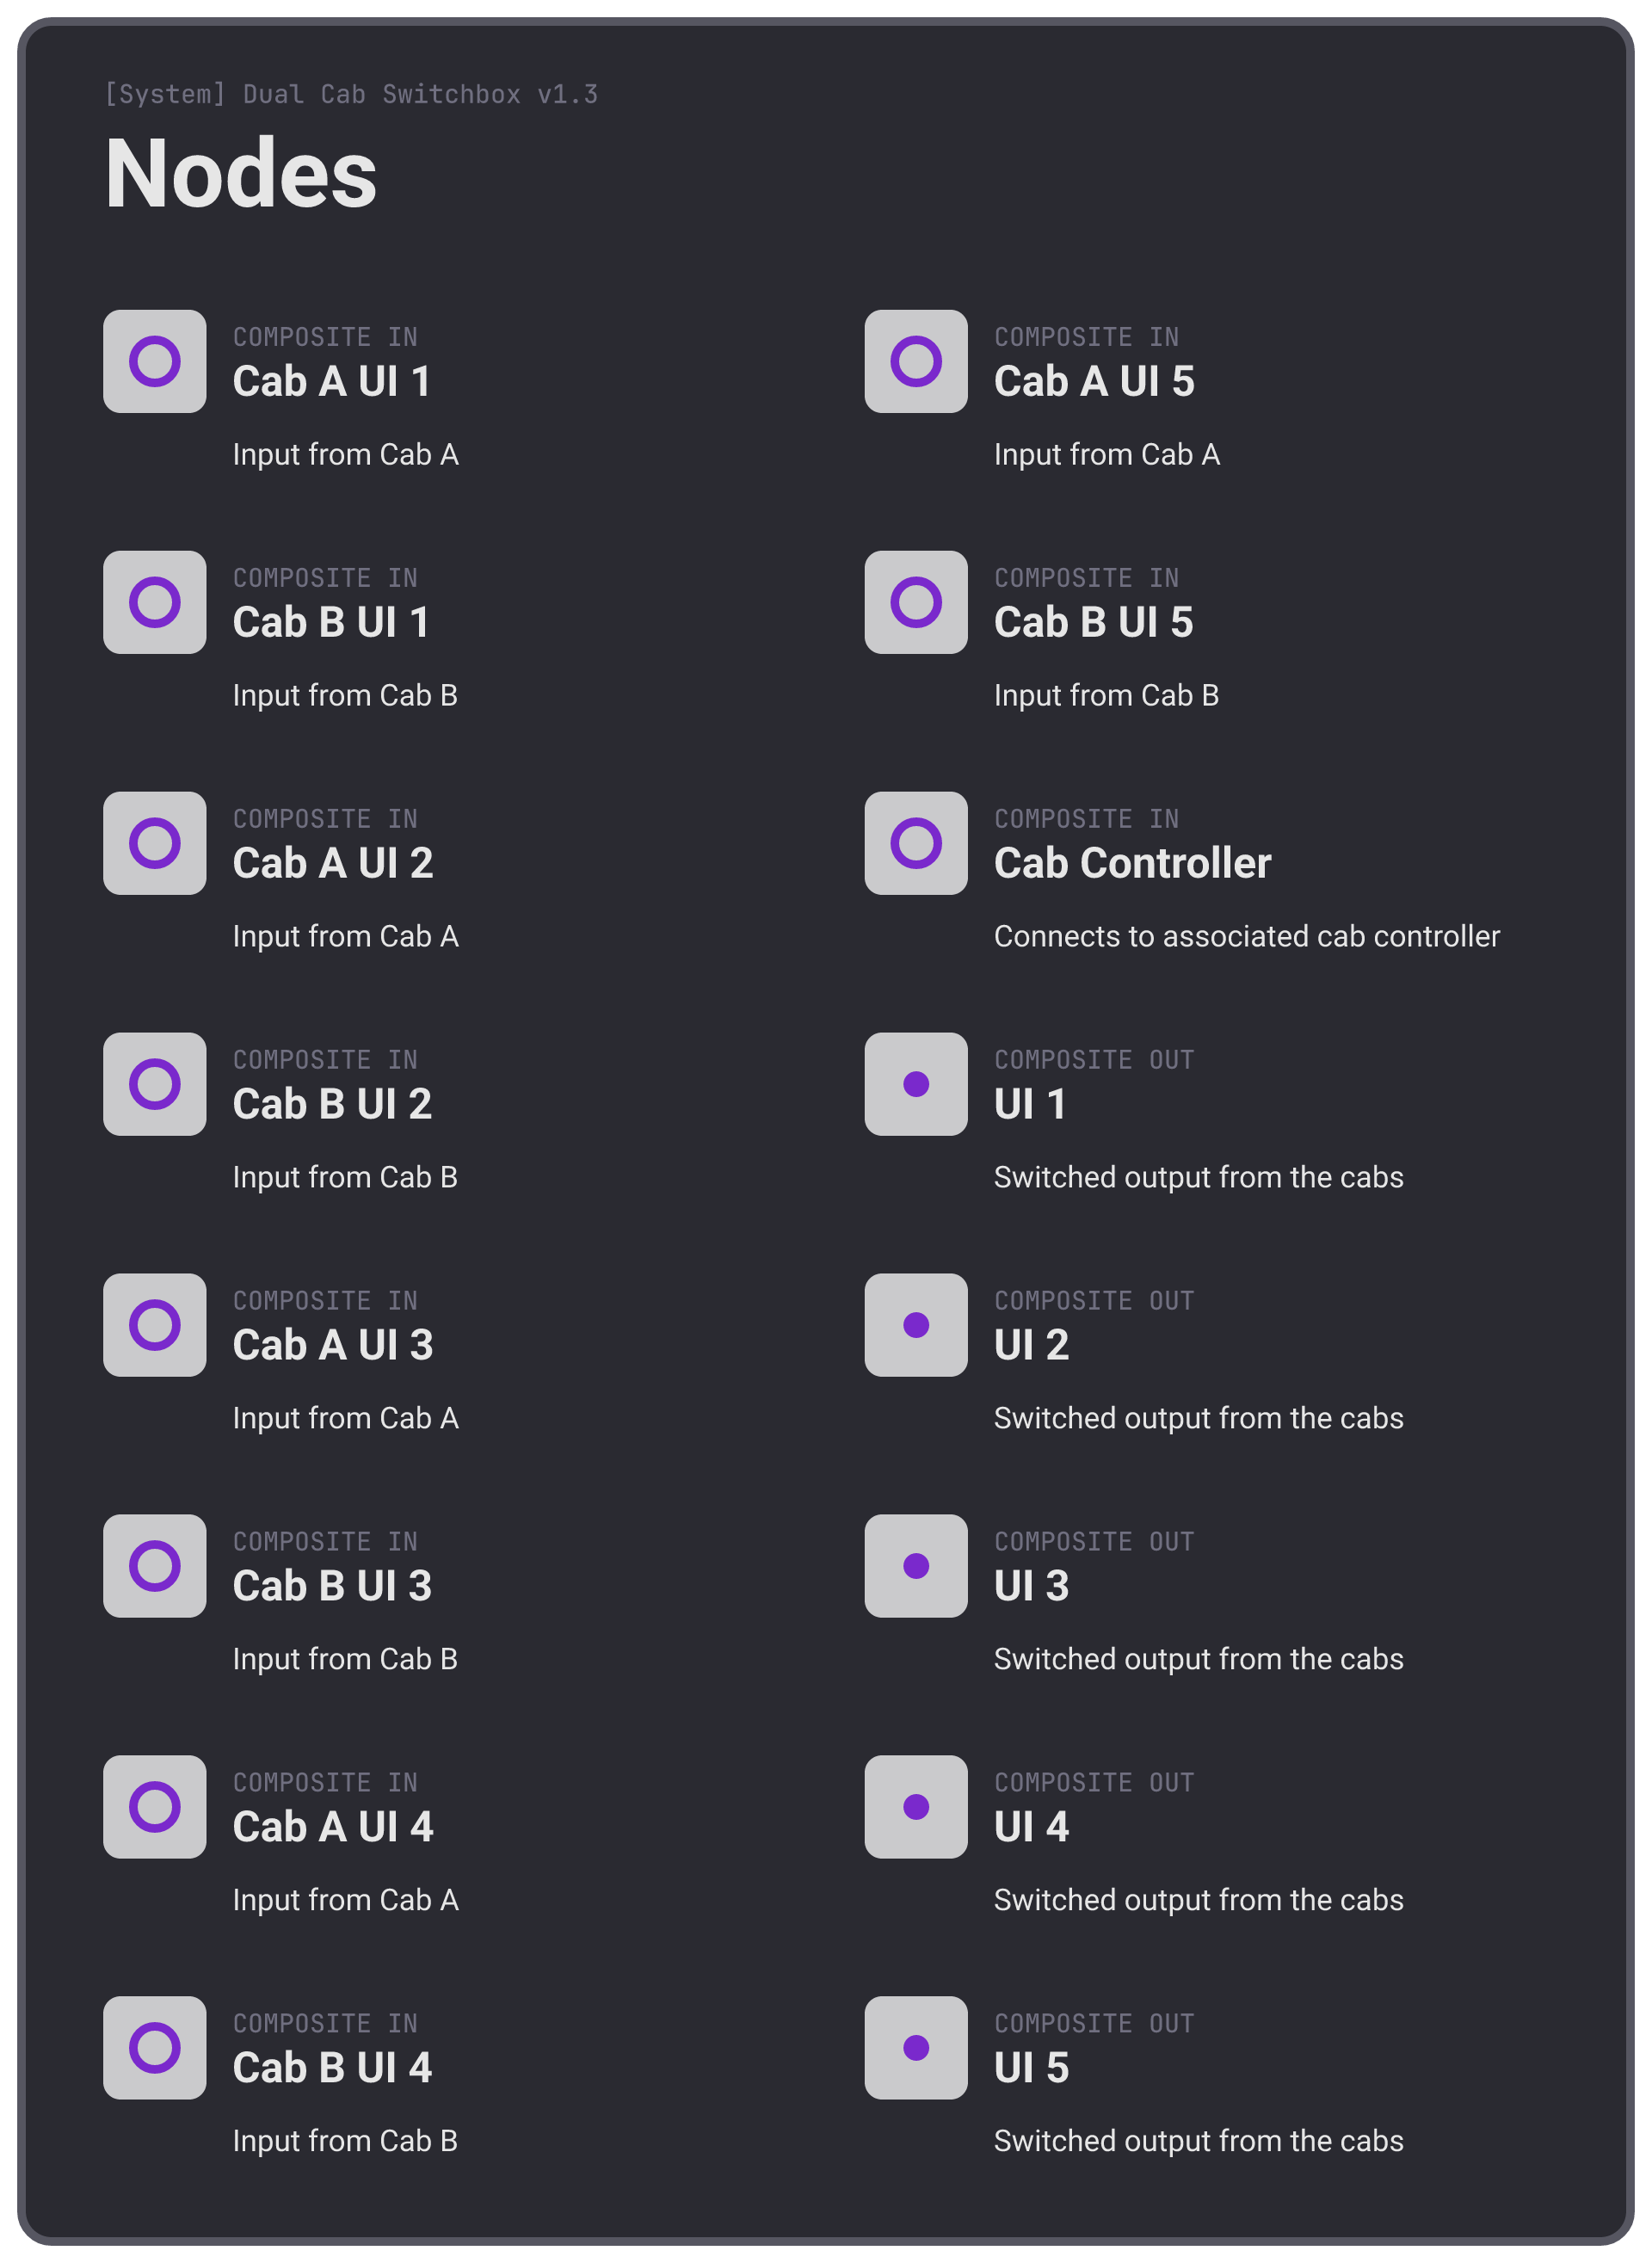 [System] Dual Cab Switchbox v1.3
Nodes
COMPOSITE IN
Cab A UI 1
Input from Cab A
COMPOSITE IN
Cab B UI 1
Input from Cab B
COMPOSITE IN
Cab A UI 2
Input from Cab A
COMPOSITE IN
Cab B UI 2
Input from Cab B
COMPOSITE IN
Cab A UI 3
Input from Cab A
COMPOSITE IN
Cab B UI 3
Input from Cab B
COMPOSITE IN
Cab A UI 4
Input from Cab A
COMPOSITE IN
Cab B UI 4
Input from Cab B
COMPOSITE IN
Cab A UI 5
Input from Cab A
COMPOSITE IN
Cab B UI 5
Input from Cab B
COMPOSITE IN
Cab Controller
Connects to associated cab controller
COMPOSITE OUT
UI 1
Switched output from the cabs
COMPOSITE OUT
UI 2
Switched output from the cabs
COMPOSITE OUT
UI 3
Switched output from the cabs
COMPOSITE OUT
UI 4
Switched output from the cabs
COMPOSITE OUT
UI 5
Switched output from the cabs